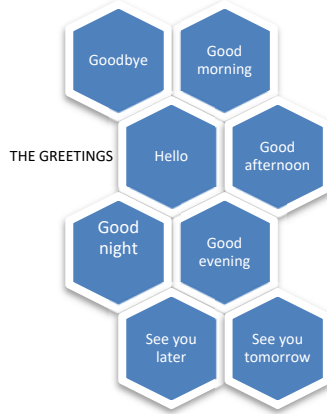 Goodbye
Good
morning
THE GREETINGS
Hello
Good
afternoon
Good
night
Good
evening
See you
later
See you
tomorrow